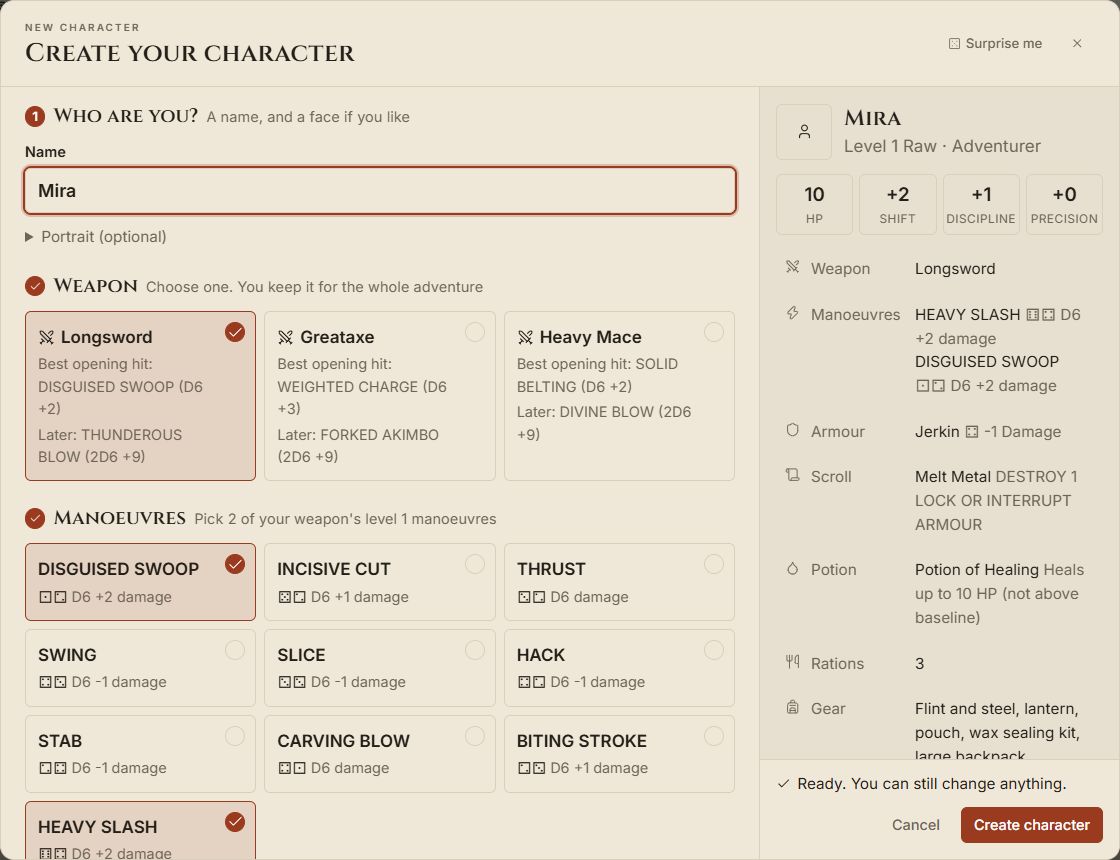 NEW CHARACTER
CREATE YOUR CHARACTER
Surprise me
1 WHO ARE YOU? A name, and a face if you like
Name
Mira
Portrait (optional)
WEAPON Choose one. You keep it for the whole adventure
Longsword
Best opening hit:
DISGUISED SWOOP (D6
+2)
Later: THUNDEROUS
BLOW (2D6 +9)
Greataxe
Best opening hit:
WEIGHTED CHARGE (D6
+3)
Later: FORKED AKIMBO
(2D6 +9)
Heavy Mace
Best opening hit: SOLID
BELTING (D6 +2)
Later: DIVINE BLOW (2D6
+9)
MANOEUVRES Pick 2 of your weapon's level 1 manoeuvres
DISGUISED SWOOP
D6 +2 damage
INCISIVE CUT
D6 +1 damage
THRUST
D6 damage
SWING
D6 -1 damage
SLICE
D6 -1 damage
HACK
D6 -1 damage
STAB
D6 -1 damage
CARVING BLOW
D6 damage
BITING STROKE
D6 +1 damage
HEAVY SLASH
D6 +2 damage
MIRA
Level 1 Raw · Adventurer
10
HP
+2
SHIFT
+1
DISCIPLINE
+0
PRECISION
Weapon
Longsword
Manoeuvres
HEAVY SLASH D6
+2 damage
DISGUISED SWOOP
D6 +2 damage
Armour
Jerkin -1 Damage
Scroll
Melt Metal DESTROY 1
LOCK OR INTERRUPT
ARMOUR
Potion
Potion of Healing Heals
up to 10 HP (not above
baseline)
Rations
3
Gear
Flint and steel, lantern,
pouch, wax sealing kit,
large backpack
Ready. You can still change anything.
Cancel
Create character